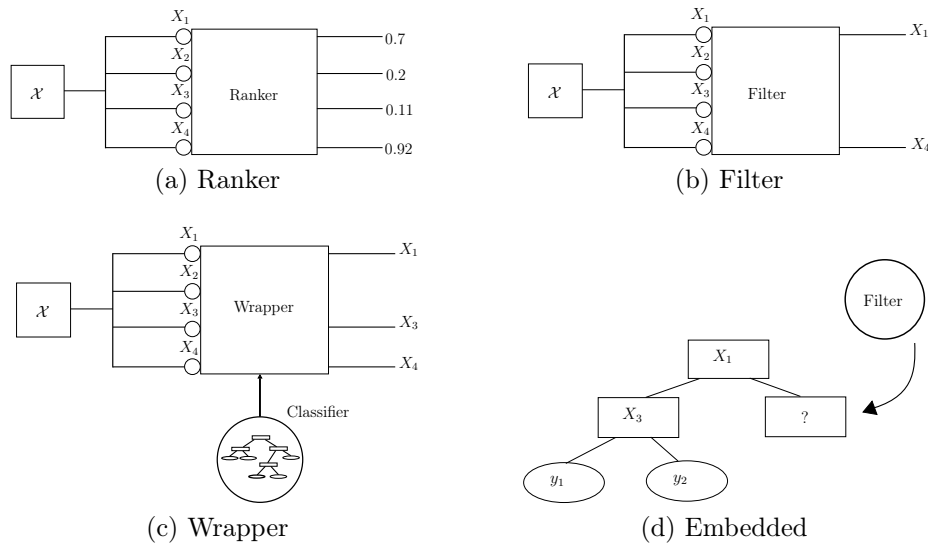 X1
0.7
X2
0.2
𝒳
X3
Ranker
0.11
X4
0.92
(a) Ranker
X1
X1
X2
𝒳
X3
Filter
X4
X4
(b) Filter
X1
X1
X2
𝒳
X3
Wrapper
X3
X4
X4
Classifier
(c) Wrapper
Filter
X1
X3
?
y1
y2
(d) Embedded